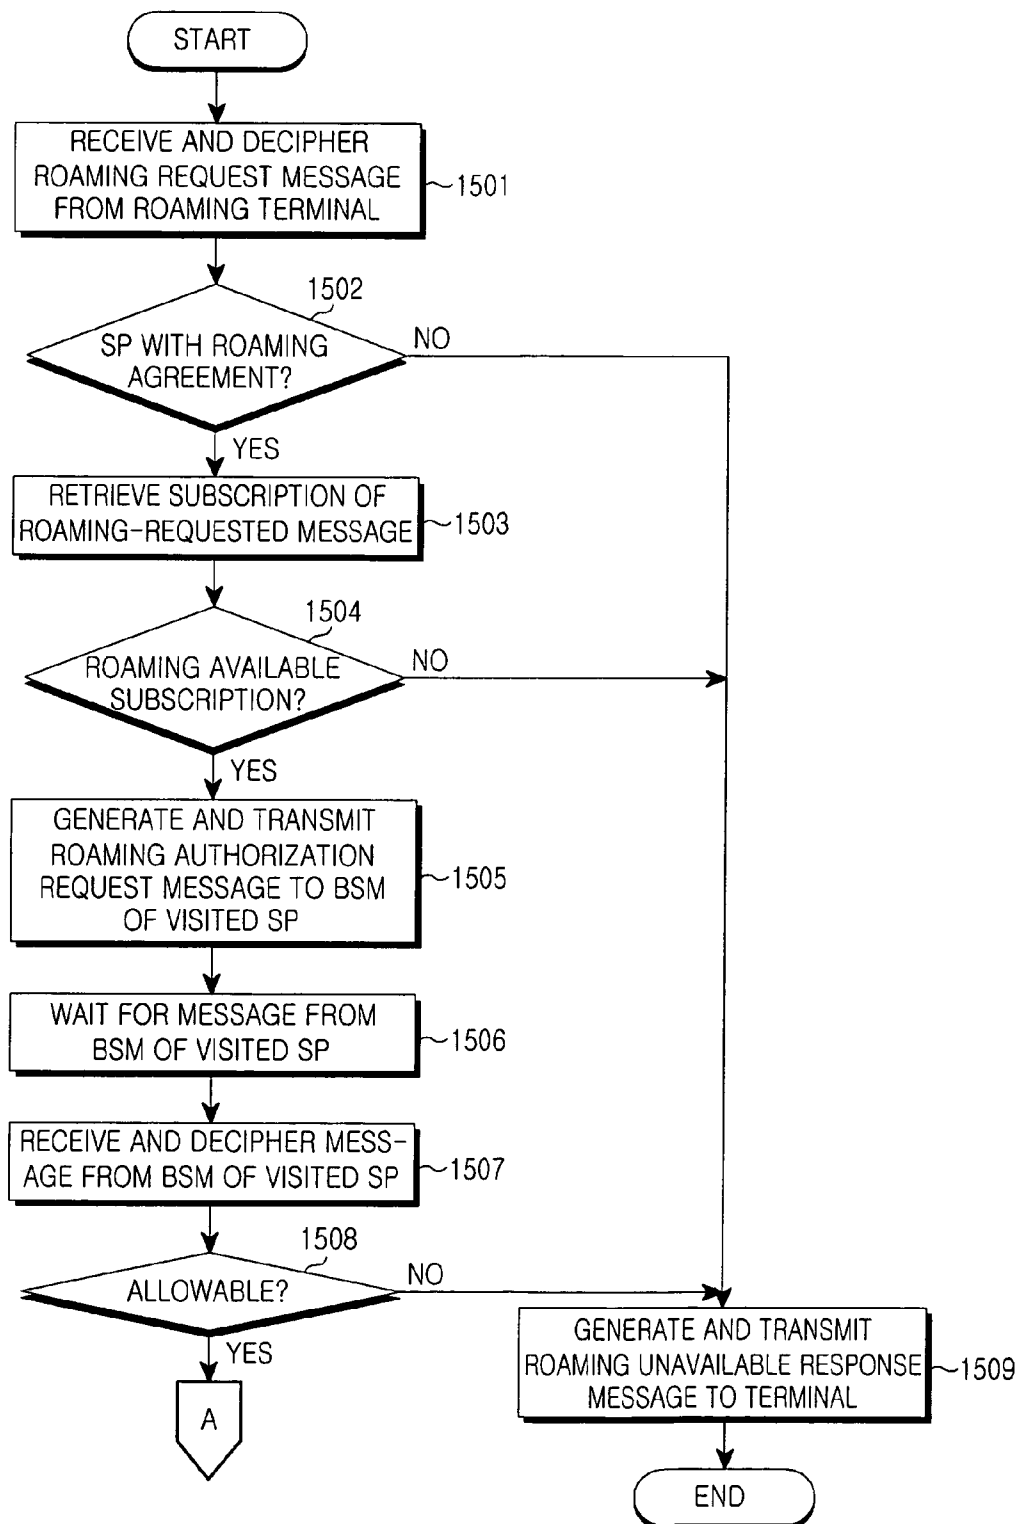 START
RECEIVE AND DECIPHER
ROAMING REQUEST MESSAGE
FROM ROAMING TERMINAL
1501
1502
SP WITH ROAMING
AGREEMENT?
NO
YES
RETRIEVE SUBSCRIPTION OF
ROAMING-REQUESTED MESSAGE
1503
1504
ROAMING AVAILABLE
SUBSCRIPTION?
NO
YES
GENERATE AND TRANSMIT
ROAMING AUTHORIZATION
REQUEST MESSAGE TO BSM
OF VISITED SP
1505
WAIT FOR MESSAGE FROM
BSM OF VISITED SP
1506
RECEIVE AND DECIPHER MESS-
AGE FROM BSM OF VISITED SP
1507
1508
ALLOWABLE?
NO
YES
A
GENERATE AND TRANSMIT
ROAMING UNAVAILABLE RESPONSE
MESSAGE TO TERMINAL
1509
END